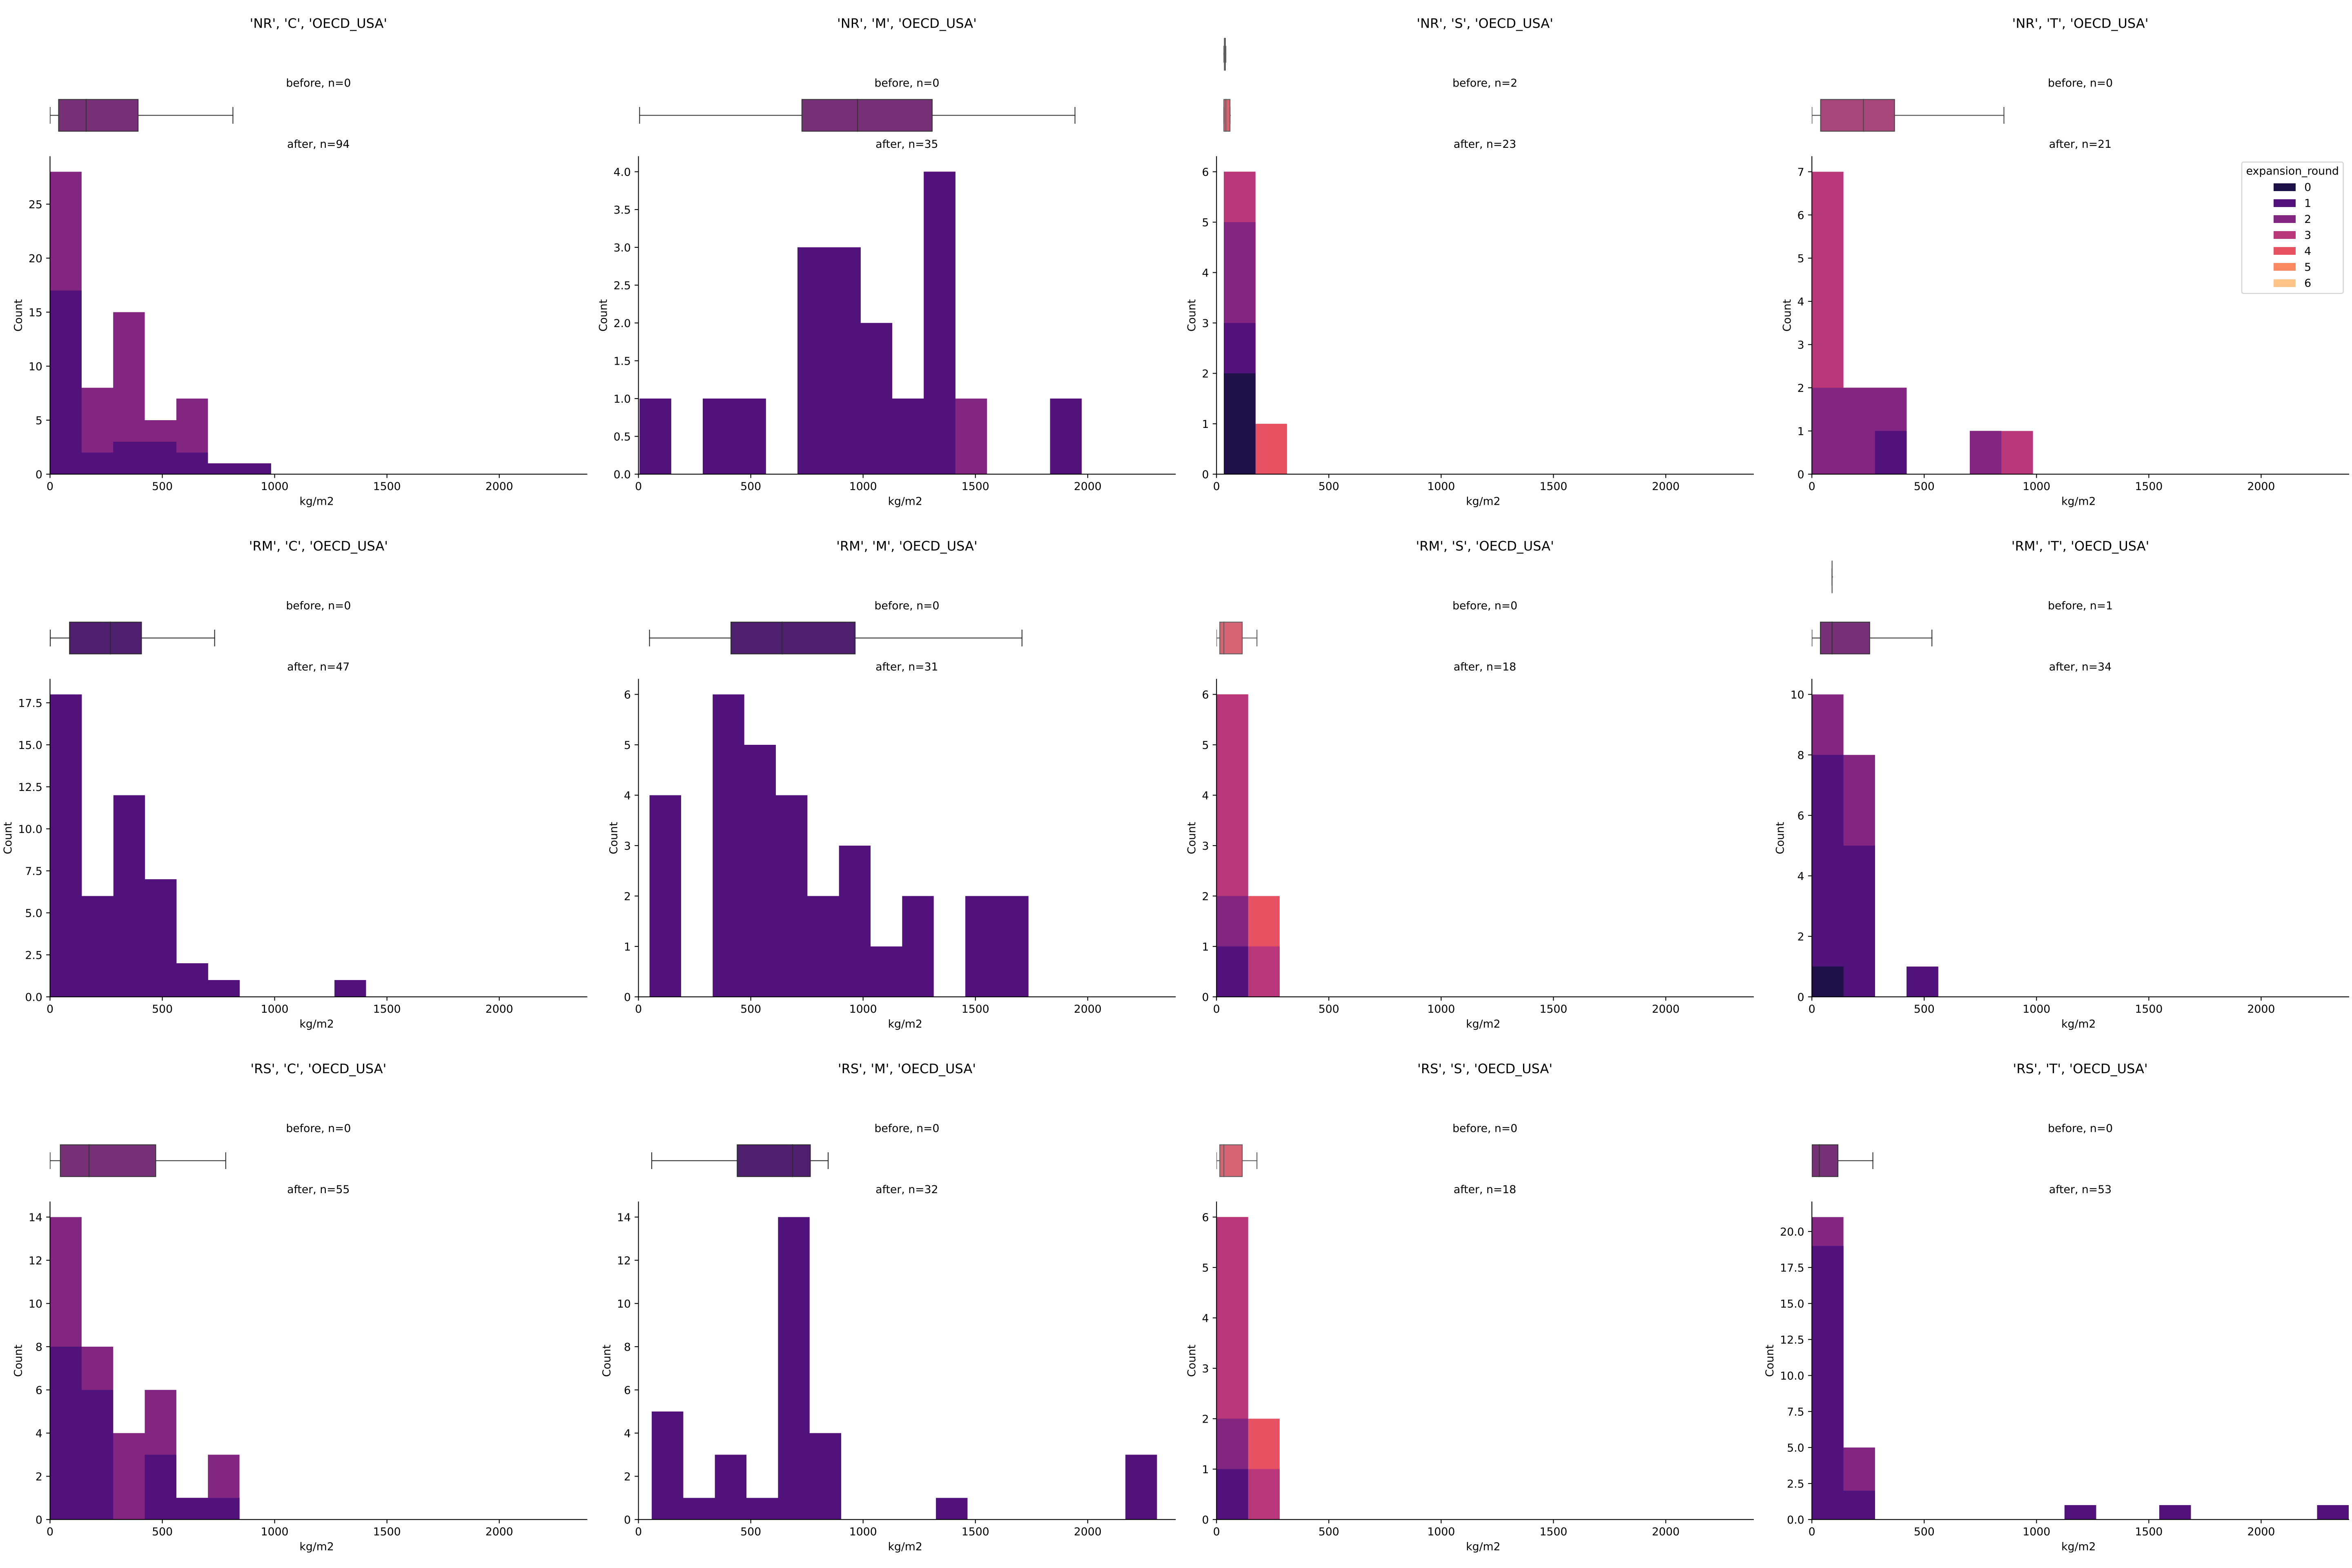 'NR', 'C', 'OECD_USA'
before, n=0
after, n=94
Count
0
5
10
15
20
25
0
500
1000
1500
2000
kg/m2
'NR', 'M', 'OECD_USA'
before, n=0
after, n=35
Count
0.0
0.5
1.0
1.5
2.0
2.5
3.0
3.5
4.0
0
500
1000
1500
2000
kg/m2
'NR', 'S', 'OECD_USA'
before, n=2
after, n=23
Count
0
1
2
3
4
5
6
0
500
1000
1500
2000
kg/m2
'NR', 'T', 'OECD_USA'
before, n=0
after, n=21
Count
0
1
2
3
4
5
6
7
0
500
1000
1500
2000
kg/m2
expansion_round
0
1
2
3
4
5
6
'RM', 'C', 'OECD_USA'
before, n=0
after, n=47
Count
0.0
2.5
5.0
7.5
10.0
12.5
15.0
17.5
0
500
1000
1500
2000
kg/m2
'RM', 'M', 'OECD_USA'
before, n=0
after, n=31
Count
0
1
2
3
4
5
6
0
500
1000
1500
2000
kg/m2
'RM', 'S', 'OECD_USA'
before, n=0
after, n=18
Count
0
1
2
3
4
5
6
0
500
1000
1500
2000
kg/m2
'RM', 'T', 'OECD_USA'
before, n=1
after, n=34
Count
0
2
4
6
8
10
0
500
1000
1500
2000
kg/m2
'RS', 'C', 'OECD_USA'
before, n=0
after, n=55
Count
0
2
4
6
8
10
12
14
0
500
1000
1500
2000
kg/m2
'RS', 'M', 'OECD_USA'
before, n=0
after, n=32
Count
0
2
4
6
8
10
12
14
0
500
1000
1500
2000
kg/m2
'RS', 'S', 'OECD_USA'
before, n=0
after, n=18
Count
0
1
2
3
4
5
6
0
500
1000
1500
2000
kg/m2
'RS', 'T', 'OECD_USA'
before, n=0
after, n=53
Count
0.0
2.5
5.0
7.5
10.0
12.5
15.0
17.5
20.0
0
500
1000
1500
2000
kg/m2